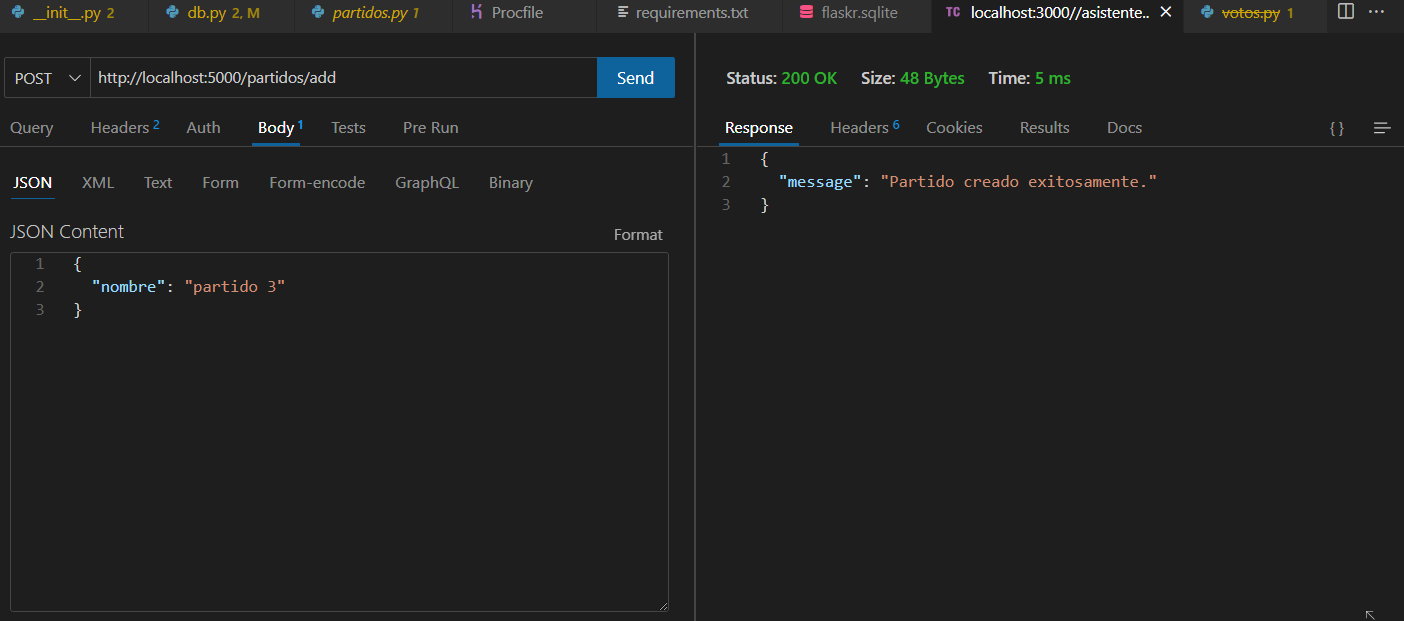 __init__.py 2 db.py 2, M partidos.py 1 Procfile requirements.txt flaskr.sqlite TC localhost:3000//asistente.. votos.py 1
POST http://localhost:5000/partidos/add Send
Status: 200 OK Size: 48 Bytes Time: 5 ms
Query Headers 2 Auth Body 1 Tests Pre Run
Response Headers 6 Cookies Results Docs { }
JSON XML Text Form Form-encode GraphQL Binary
JSON Content
Format
1 {
2 "nombre": "partido 3"
3 }
1 {
2 "message": "Partido creado exitosamente."
3 }